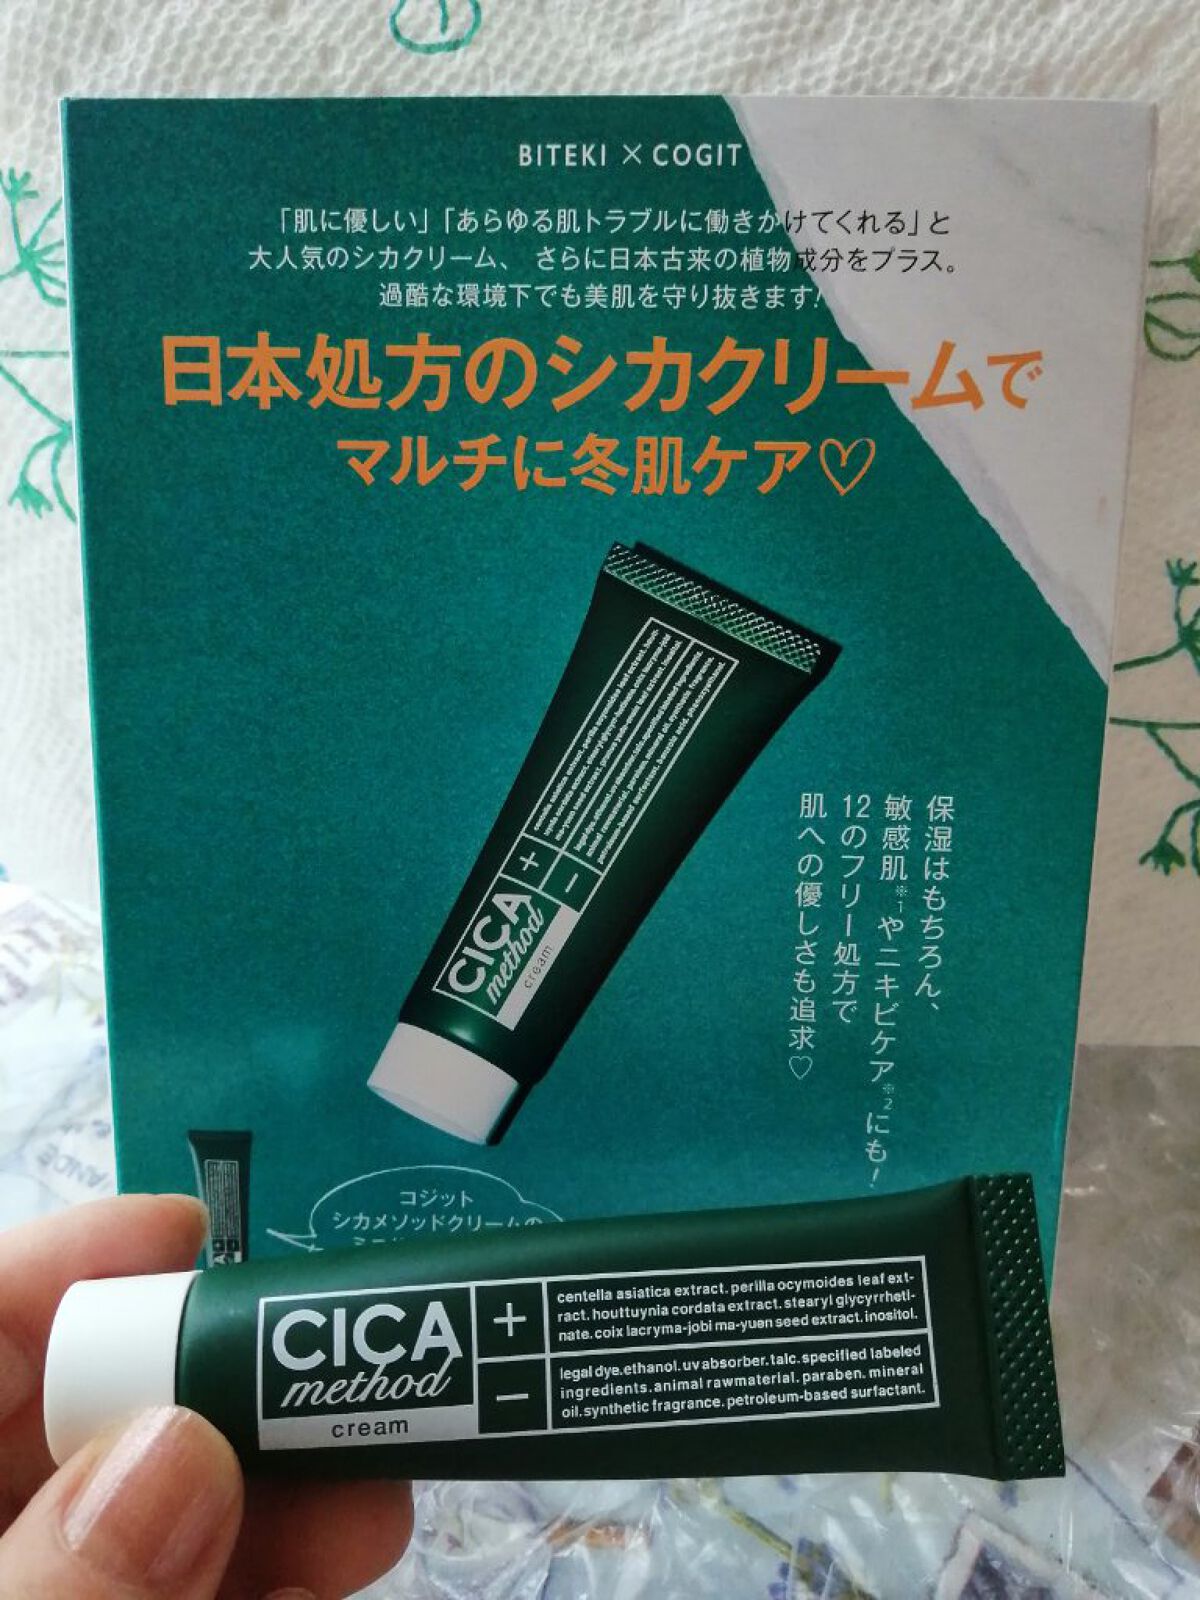 BITEKI × COGIT
「肌に優しい」「あらゆる肌トラブルに働きかけてくれる」と
大人気のシカクリーム、 さらに日本古来の植物成分をプラス。
過酷な環境下でも美肌を守り抜きます!
日本処方のシカクリームで
マルチに冬肌ケア♡
CICA
method
cream
+
−
保湿はもちろん、
敏感肌※1やニキビケア※2にも!
12のフリー処方で
肌への優しさも追求♡
コジット
シカメソッドクリームの
CICA
method
cream
+
centella asiatica extract. perilla ocymoides leaf ext-
ract. houttuynia cordata extract. stearyl glycyrrheti-
nate. coix lacryma-jobi ma-yuen seed extract. inositol.
−
legal dye. ethanol. uv absorber. talc. specified labeled
ingredients. animal rawmaterial. paraben. mineral
oil. synthetic fragrance. petroleum-based surfactant.